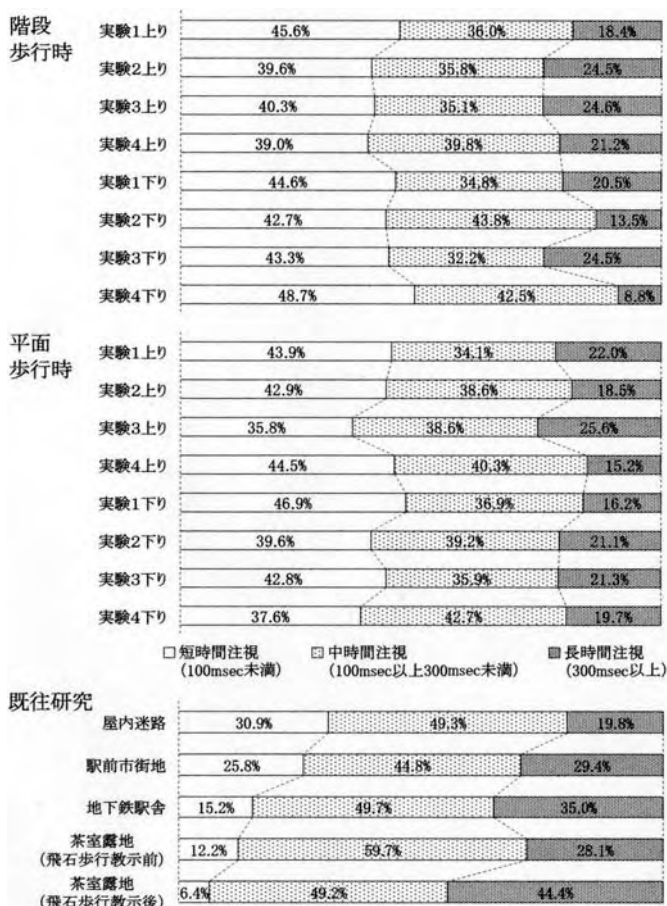 階段
歩行時
実験1上り 45.6% 36.0% 18.4%
実験2上り 39.6% 35.8% 24.5%
実験3上り 40.3% 35.1% 24.6%
実験4上り 39.0% 39.8% 21.2%
実験1下り 44.6% 34.8% 20.5%
実験2下り 42.7% 43.8% 13.5%
実験3下り 43.3% 32.2% 24.5%
実験4下り 48.7% 42.5% 8.8%
平面
歩行時
実験1上り 43.9% 34.1% 22.0%
実験2上り 42.9% 38.6% 18.5%
実験3上り 35.8% 38.6% 25.6%
実験4上り 44.5% 40.3% 15.2%
実験1下り 46.9% 36.9% 16.2%
実験2下り 39.6% 39.2% 21.1%
実験3下り 42.8% 35.9% 21.3%
実験4下り 37.6% 42.7% 19.7%
短時間注視 中時間注視 長時間注視
(100msec未満) (100msec以上300msec未満) (300msec以上)
既往研究
屋内迷路 30.9% 49.3% 19.8%
駅前市街地 25.8% 44.8% 29.4%
地下鉄駅舎 15.2% 49.7% 35.0%
茶室露地
(飛石歩行教示前) 12.2% 59.7% 28.1%
茶室露地
(飛石歩行教示後) 6.4% 49.2% 44.4%